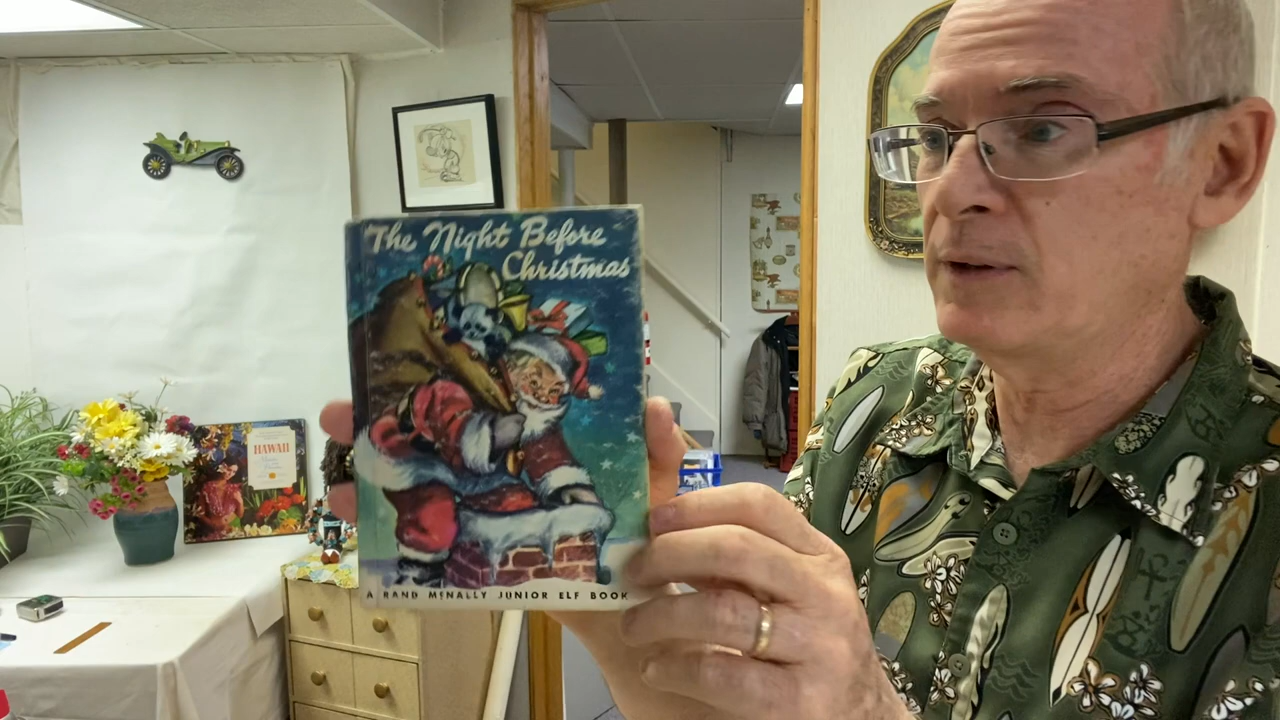 The Night Before
Christmas
A RAND McNALLY JUNIOR ELF BOOK
HAWAII